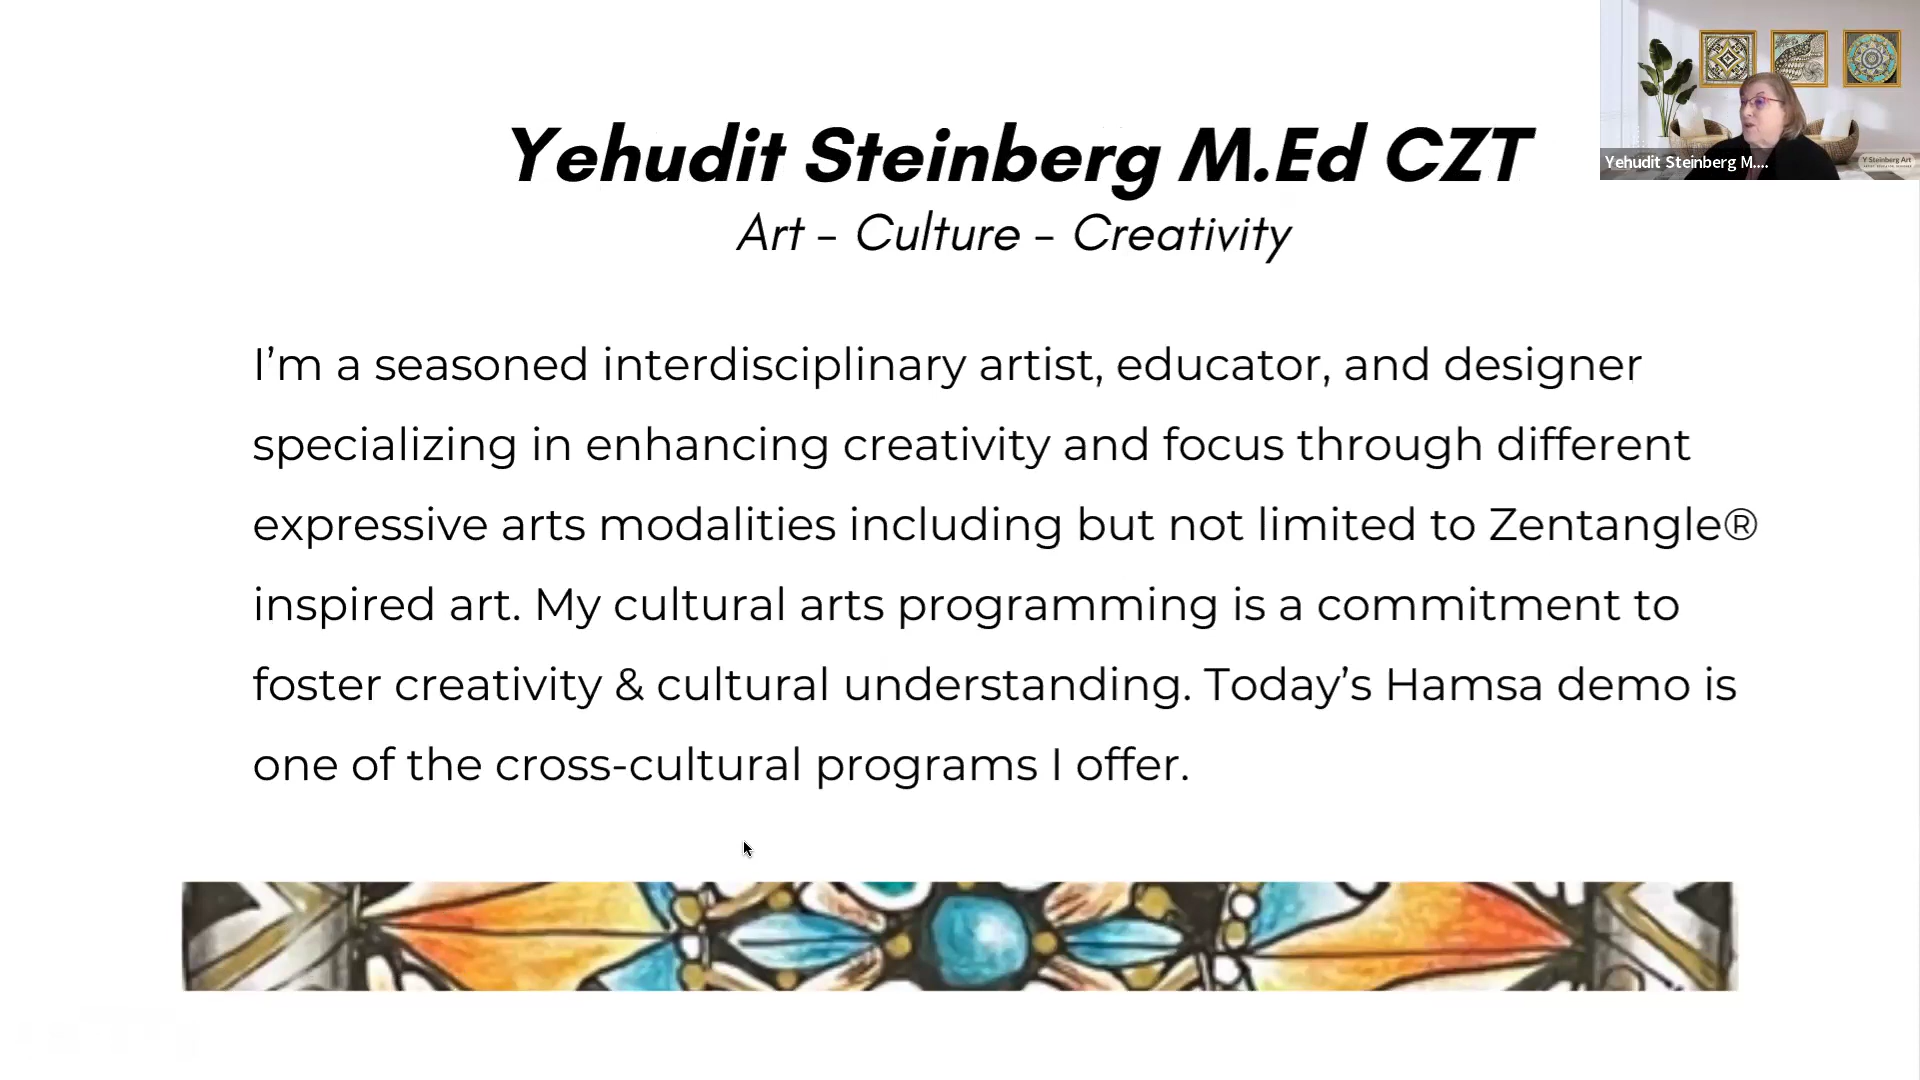 Yehudit Steinberg M.Ed CZT
Art - Culture - Creativity
I’m a seasoned interdisciplinary artist, educator, and designer
specializing in enhancing creativity and focus through different
expressive arts modalities including but not limited to Zentangle®
inspired art. My cultural arts programming is a commitment to
foster creativity & cultural understanding. Today’s Hamsa demo is
one of the cross-cultural programs I offer.
Yehudit Steinberg M....
Y Steinberg Art